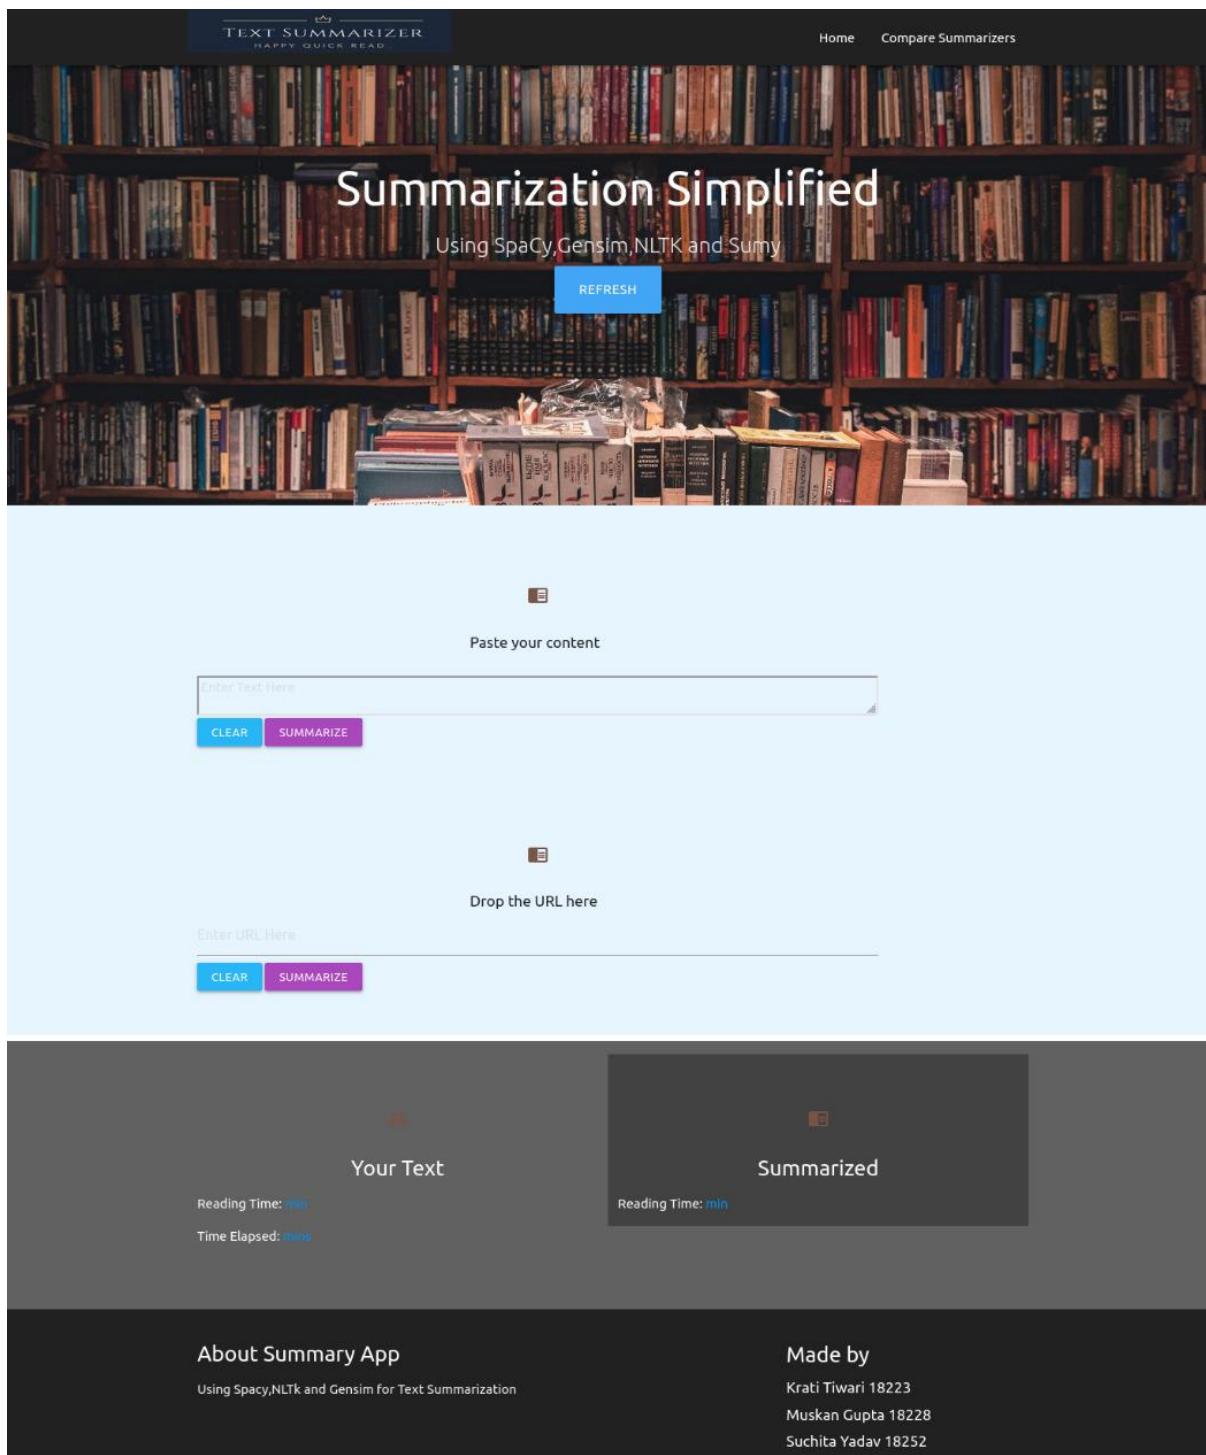 TEXT SUMMARIZER
HAPPY QUICK READ
Home Compare Summarizers
Summarization Simplified
Using SpaCy,Gensim,NLTK and Sumy
REFRESH
Paste your content
Enter Text Here
CLEAR SUMMARIZE
Drop the URL here
Enter URL Here
CLEAR SUMMARIZE
Your Text
Reading Time: min
Time Elapsed: mins
Summarized
Reading Time: min
About Summary App
Using Spacy,NLTk and Gensim for Text Summarization
Made by
Krati Tiwari 18223
Muskan Gupta 18228
Suchita Yadav 18252